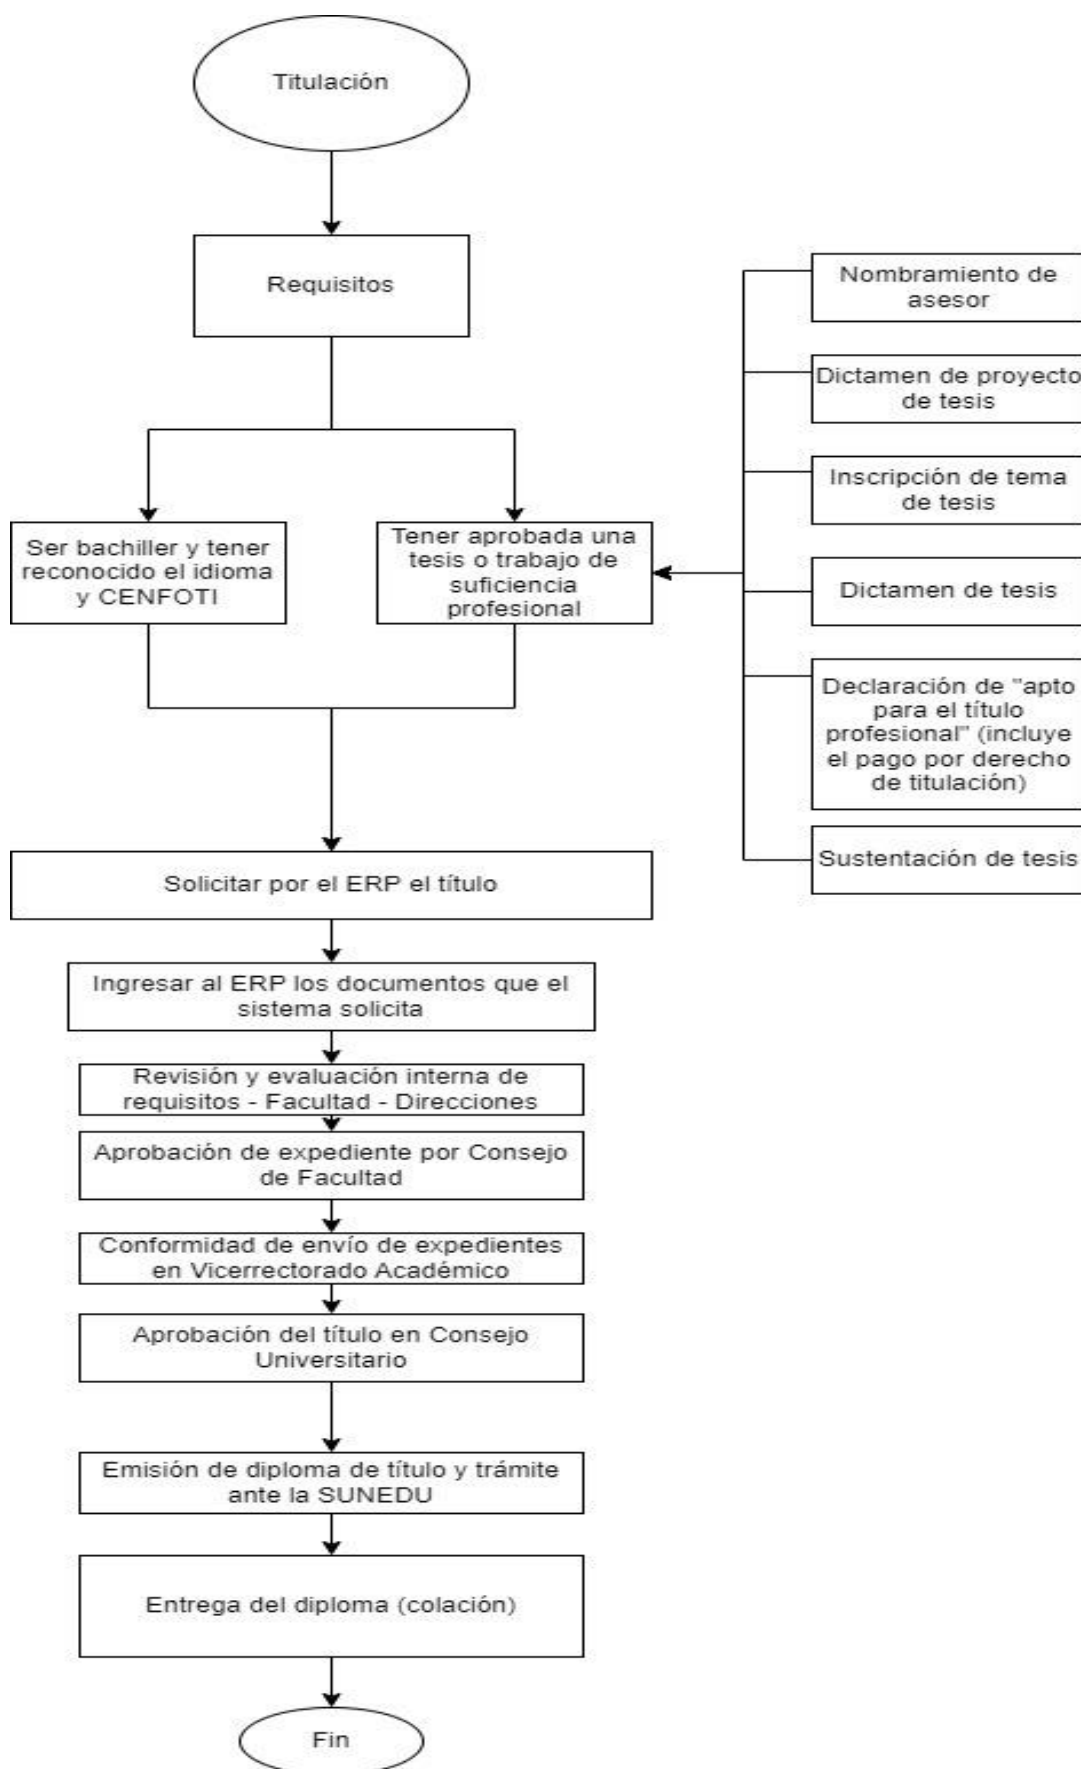 Titulación
Requisitos
Nombramiento de
asesor
Dictamen de proyecto
de tesis
Inscripción de tema
de tesis
Ser bachiller y tener
reconocido el idioma
y CENFOTI
Tener aprobada una
tesis o trabajo de
suficiencia
profesional
Dictamen de tesis
Declaración de "apto
para el título
profesional" (incluye
el pago por derecho
de titulación)
Sustentación de tesis
Solicitar por el ERP el título
Ingresar al ERP los documentos que el
sistema solicita
Revisión y evaluación interna de
requisitos - Facultad - Direcciones
Aprobación de expediente por Consejo
de Facultad
Conformidad de envío de expedientes
en Vicerrectorado Académico
Aprobación del título en Consejo
Universitario
Emisión de diploma de título y trámite
ante la SUNEDU
Entrega del diploma (colación)
Fin